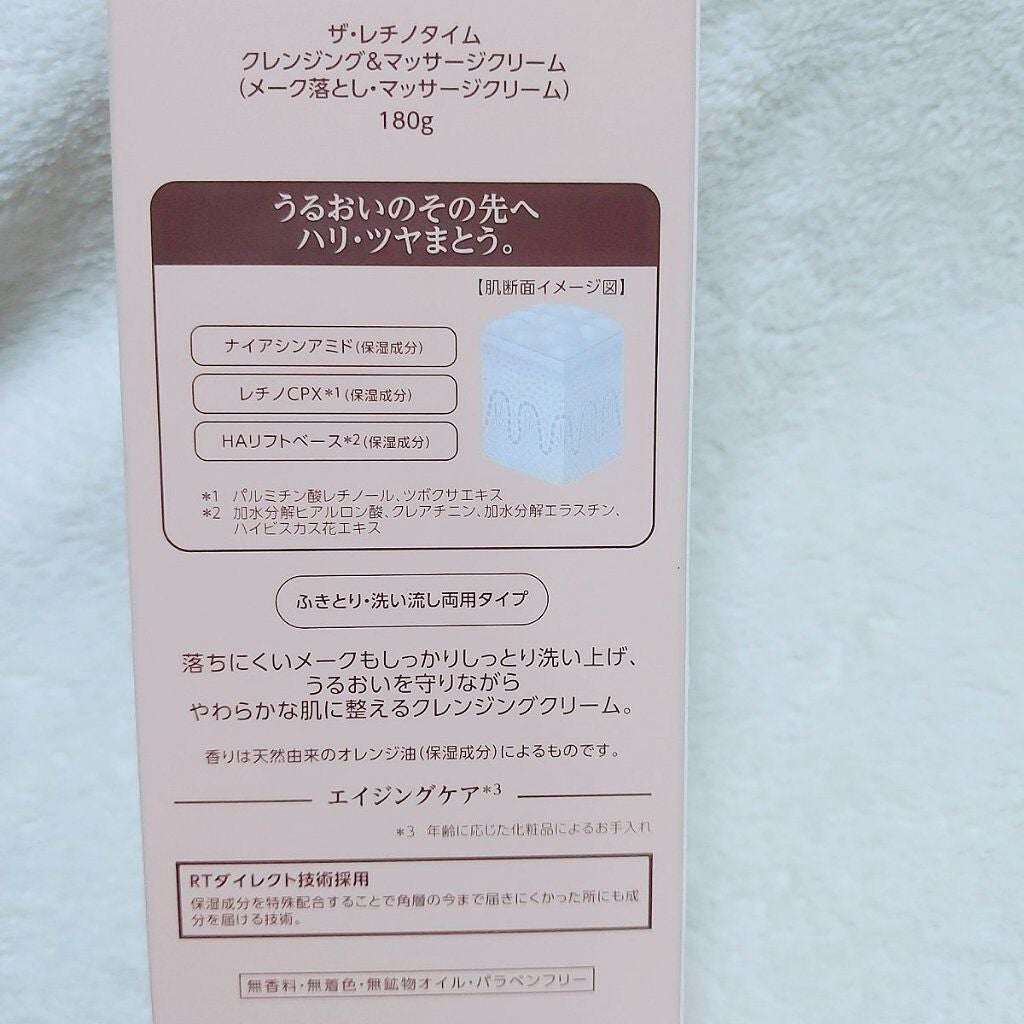 ザ・レチノタイム
クレンジング&マッサージクリーム
(メーク落とし・マッサージクリーム)
180g
うるおいのその先へ
ハリ・ツヤまとう。
【肌断面イメージ図】
ナイアシンアミド(保湿成分)
レチノCPX*1(保湿成分)
HAリフトベース*2(保湿成分)
*1 パルミチン酸レチノール、ツボクサエキス
*2 加水分解ヒアルロン酸、クレアチニン、加水分解エラスチン、
ハイビスカス花エキス
ふきとり・洗い流し両用タイプ
落ちにくいメークもしっかりしっとり洗い上げ、
うるおいを守りながら
やわらかな肌に整えるクレンジングクリーム。
香りは天然由来のオレンジ油(保湿成分)によるものです。
エイジングケア*3
*3 年齢に応じた化粧品によるお手入れ
RTダイレクト技術採用
保湿成分を特殊配合することで角層の今まで届きにくかった所にも成
分を届ける技術。
無香料・無着色・無鉱物オイル・パラベンフリー